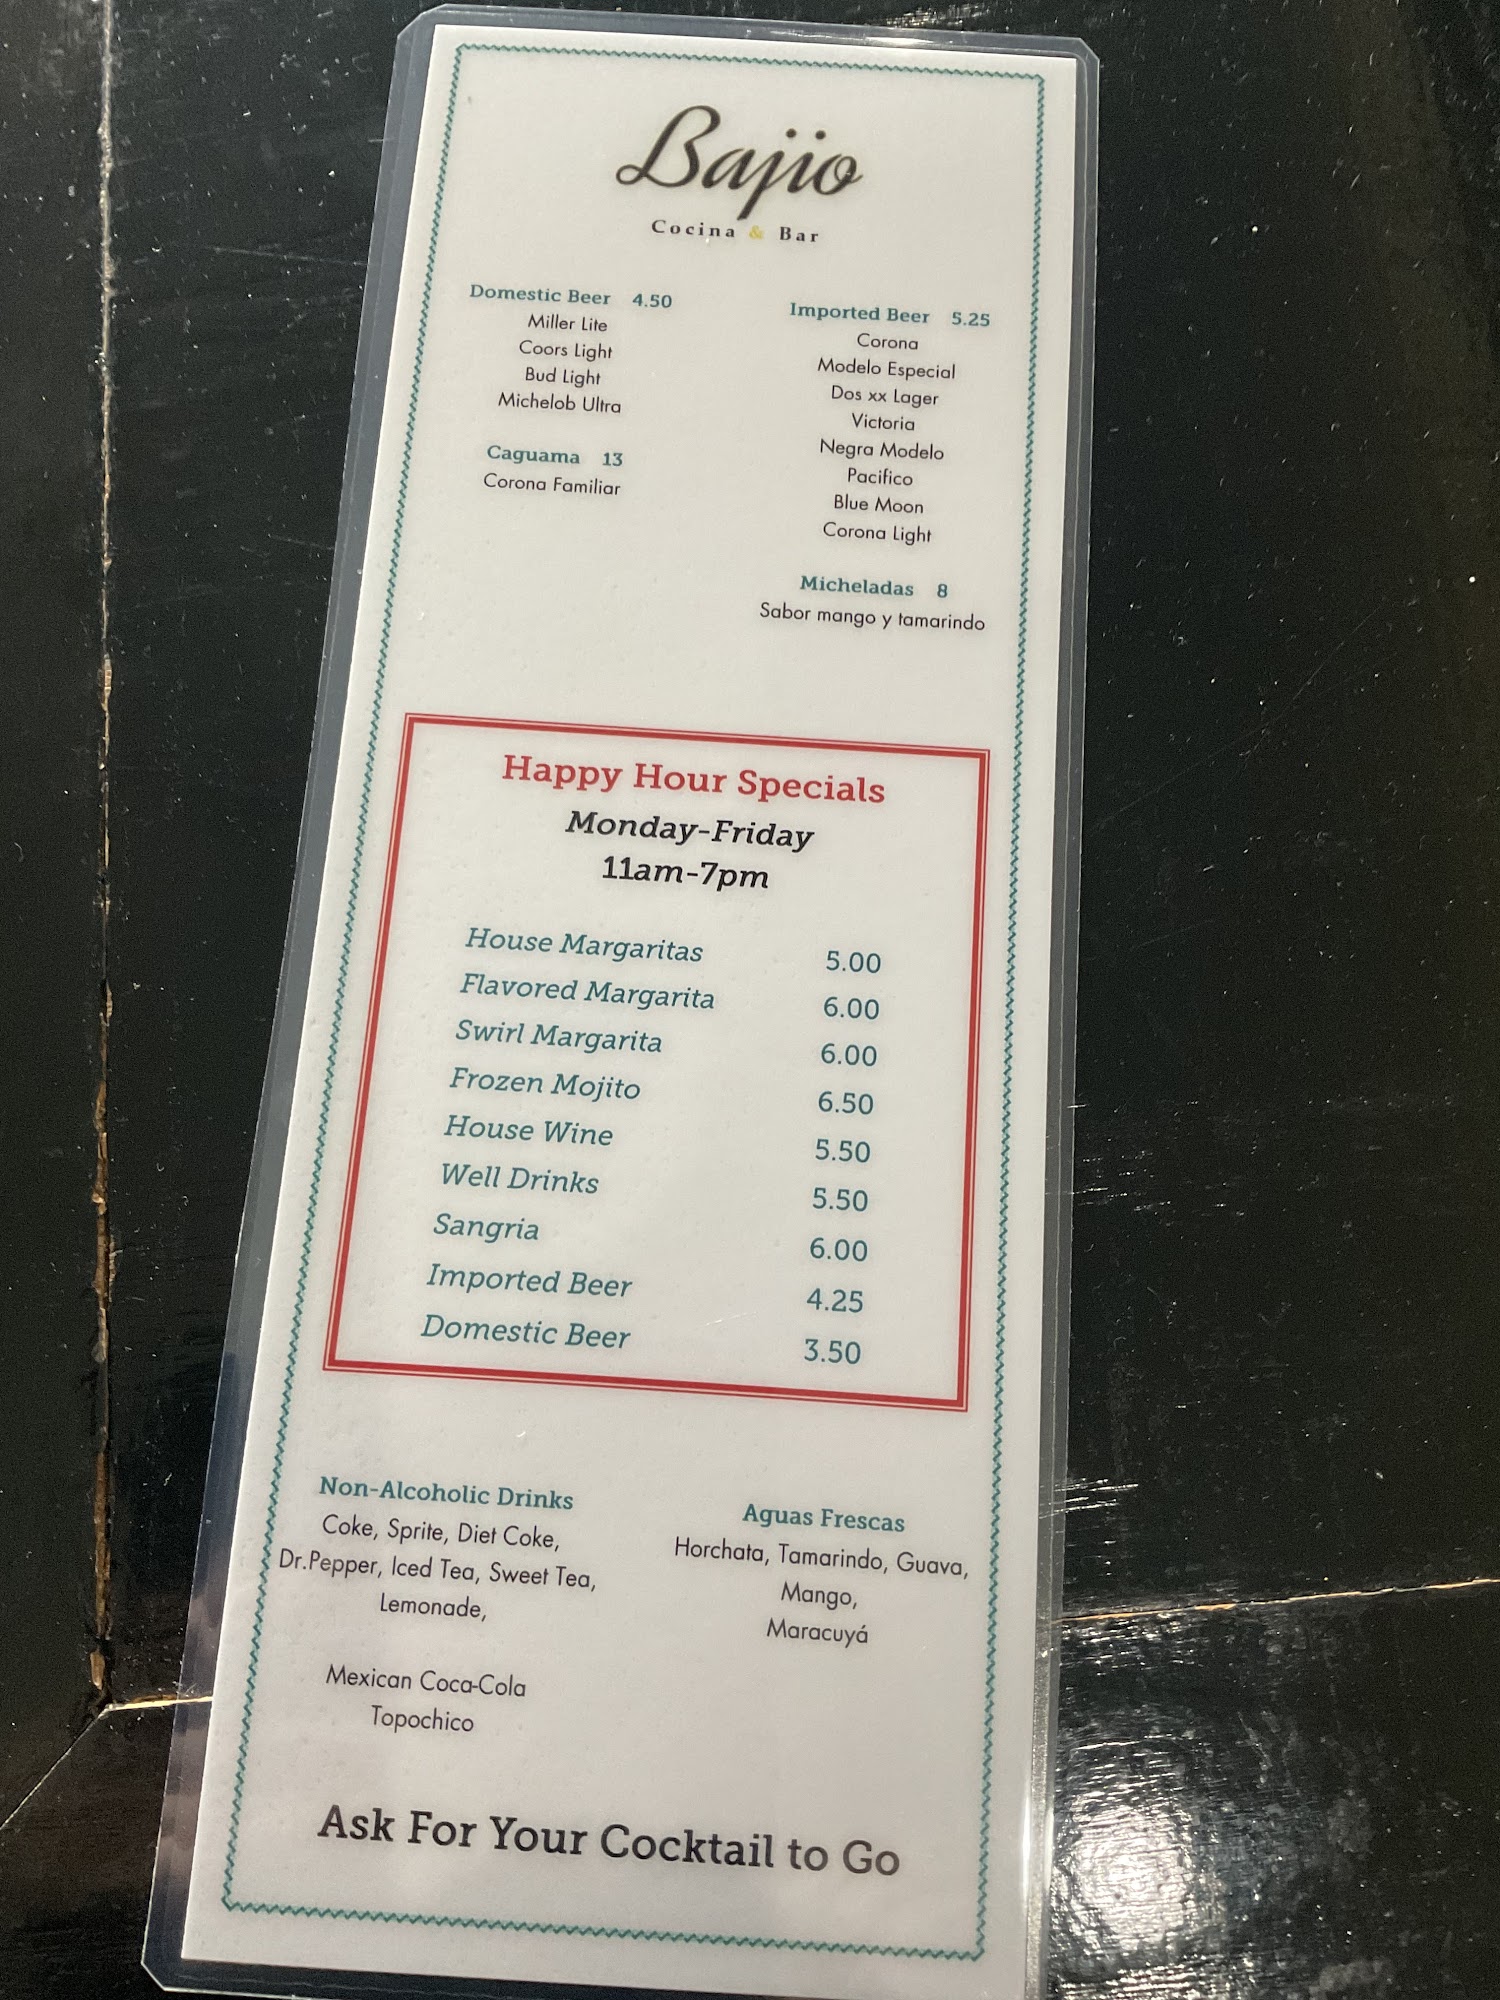 Bajio
Cocina & Bar
Domestic Beer 4.50
Miller Lite
Coors Light
Bud Light
Michelob Ultra
Caguama 13
Corona Familiar
Imported Beer 5.25
Corona
Modelo Especial
Dos xx Lager
Victoria
Negra Modelo
Pacifico
Blue Moon
Corona Light
Micheladas 8
Sabor mango y tamarindo
Happy Hour Specials
Monday-Friday
11am-7pm
House Margaritas 5.00
Flavored Margarita 6.00
Swirl Margarita 6.00
Frozen Mojito 6.50
House Wine 5.50
Well Drinks 5.50
Sangria 6.00
Imported Beer 4.25
Domestic Beer 3.50
Non-Alcoholic Drinks
Coke, Sprite, Diet Coke,
Dr.Pepper, Iced Tea, Sweet Tea,
Lemonade,
Mexican Coca-Cola
Topochico
Aguas Frescas
Horchata, Tamarindo, Guava,
Mango,
Maracuyá
Ask For Your Cocktail to Go